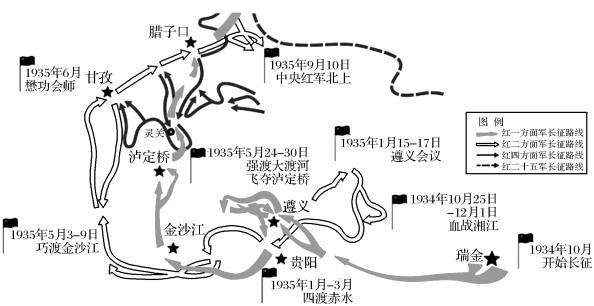 腊子口
1935年6月
懋功会师
甘孜
1935年9月10日
中央红军北上
灵关
泸定桥
1935年5月24-30日
强渡大渡河
飞夺泸定桥
1935年1月15-17日
遵义会议
图例
红一方面军长征路线
红二方面军长征路线
红四方面军长征路线
红二十五军长征路线
1934年10月25日
-12月1日
血战湘江
遵义
1935年5月3-9日
巧渡金沙江
金沙江
贵阳
瑞金
1934年10月
开始长征
1935年1月-3月
四渡赤水